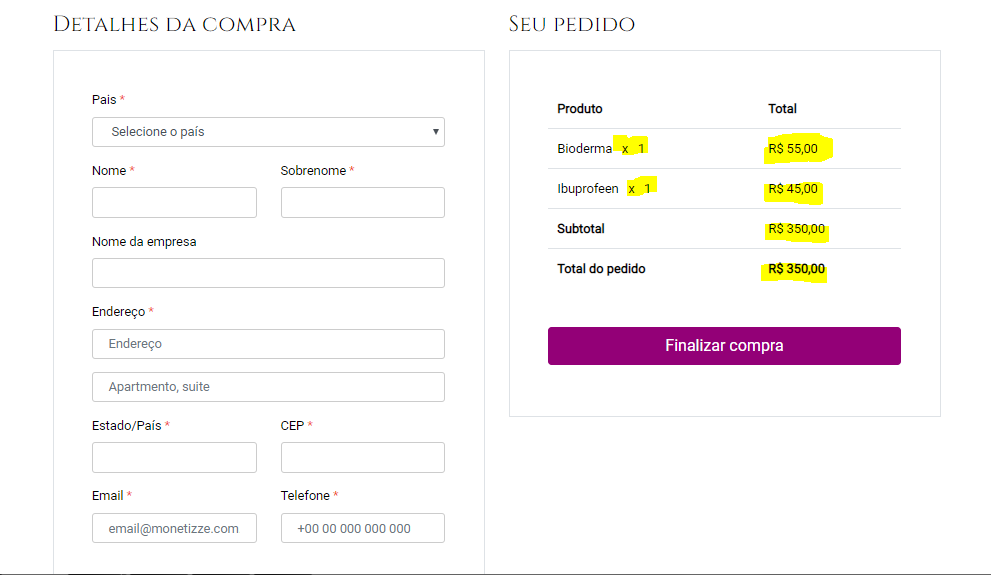 Detalhes da compra
Pais *
Selecione o país
Nome * Sobrenome *
Nome da empresa
Endereço *
Endereço
Apartmento, suite
Estado/País * CEP *
Email * Telefone *
email@monetizze.com +00 00 000 000 000
Seu pedido
Produto Total
Bioderma x 1 R$ 55,00
Ibuprofeen x 1 R$ 45,00
Subtotal R$ 350,00
Total do pedido R$ 350,00
Finalizar compra